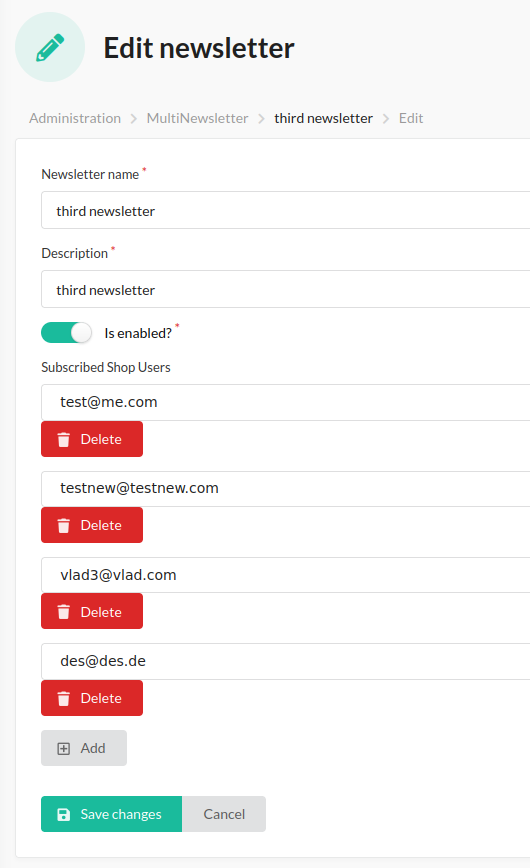 Edit newsletter
Administration > MultiNewsletter > third newsletter > Edit
Newsletter name *
third newsletter
Description *
third newsletter
Is enabled? *
Subscribed Shop Users
test@me.com
Delete
testnew@testnew.com
Delete
vlad3@vlad.com
Delete
des@des.de
Delete
Add
Save changes Cancel